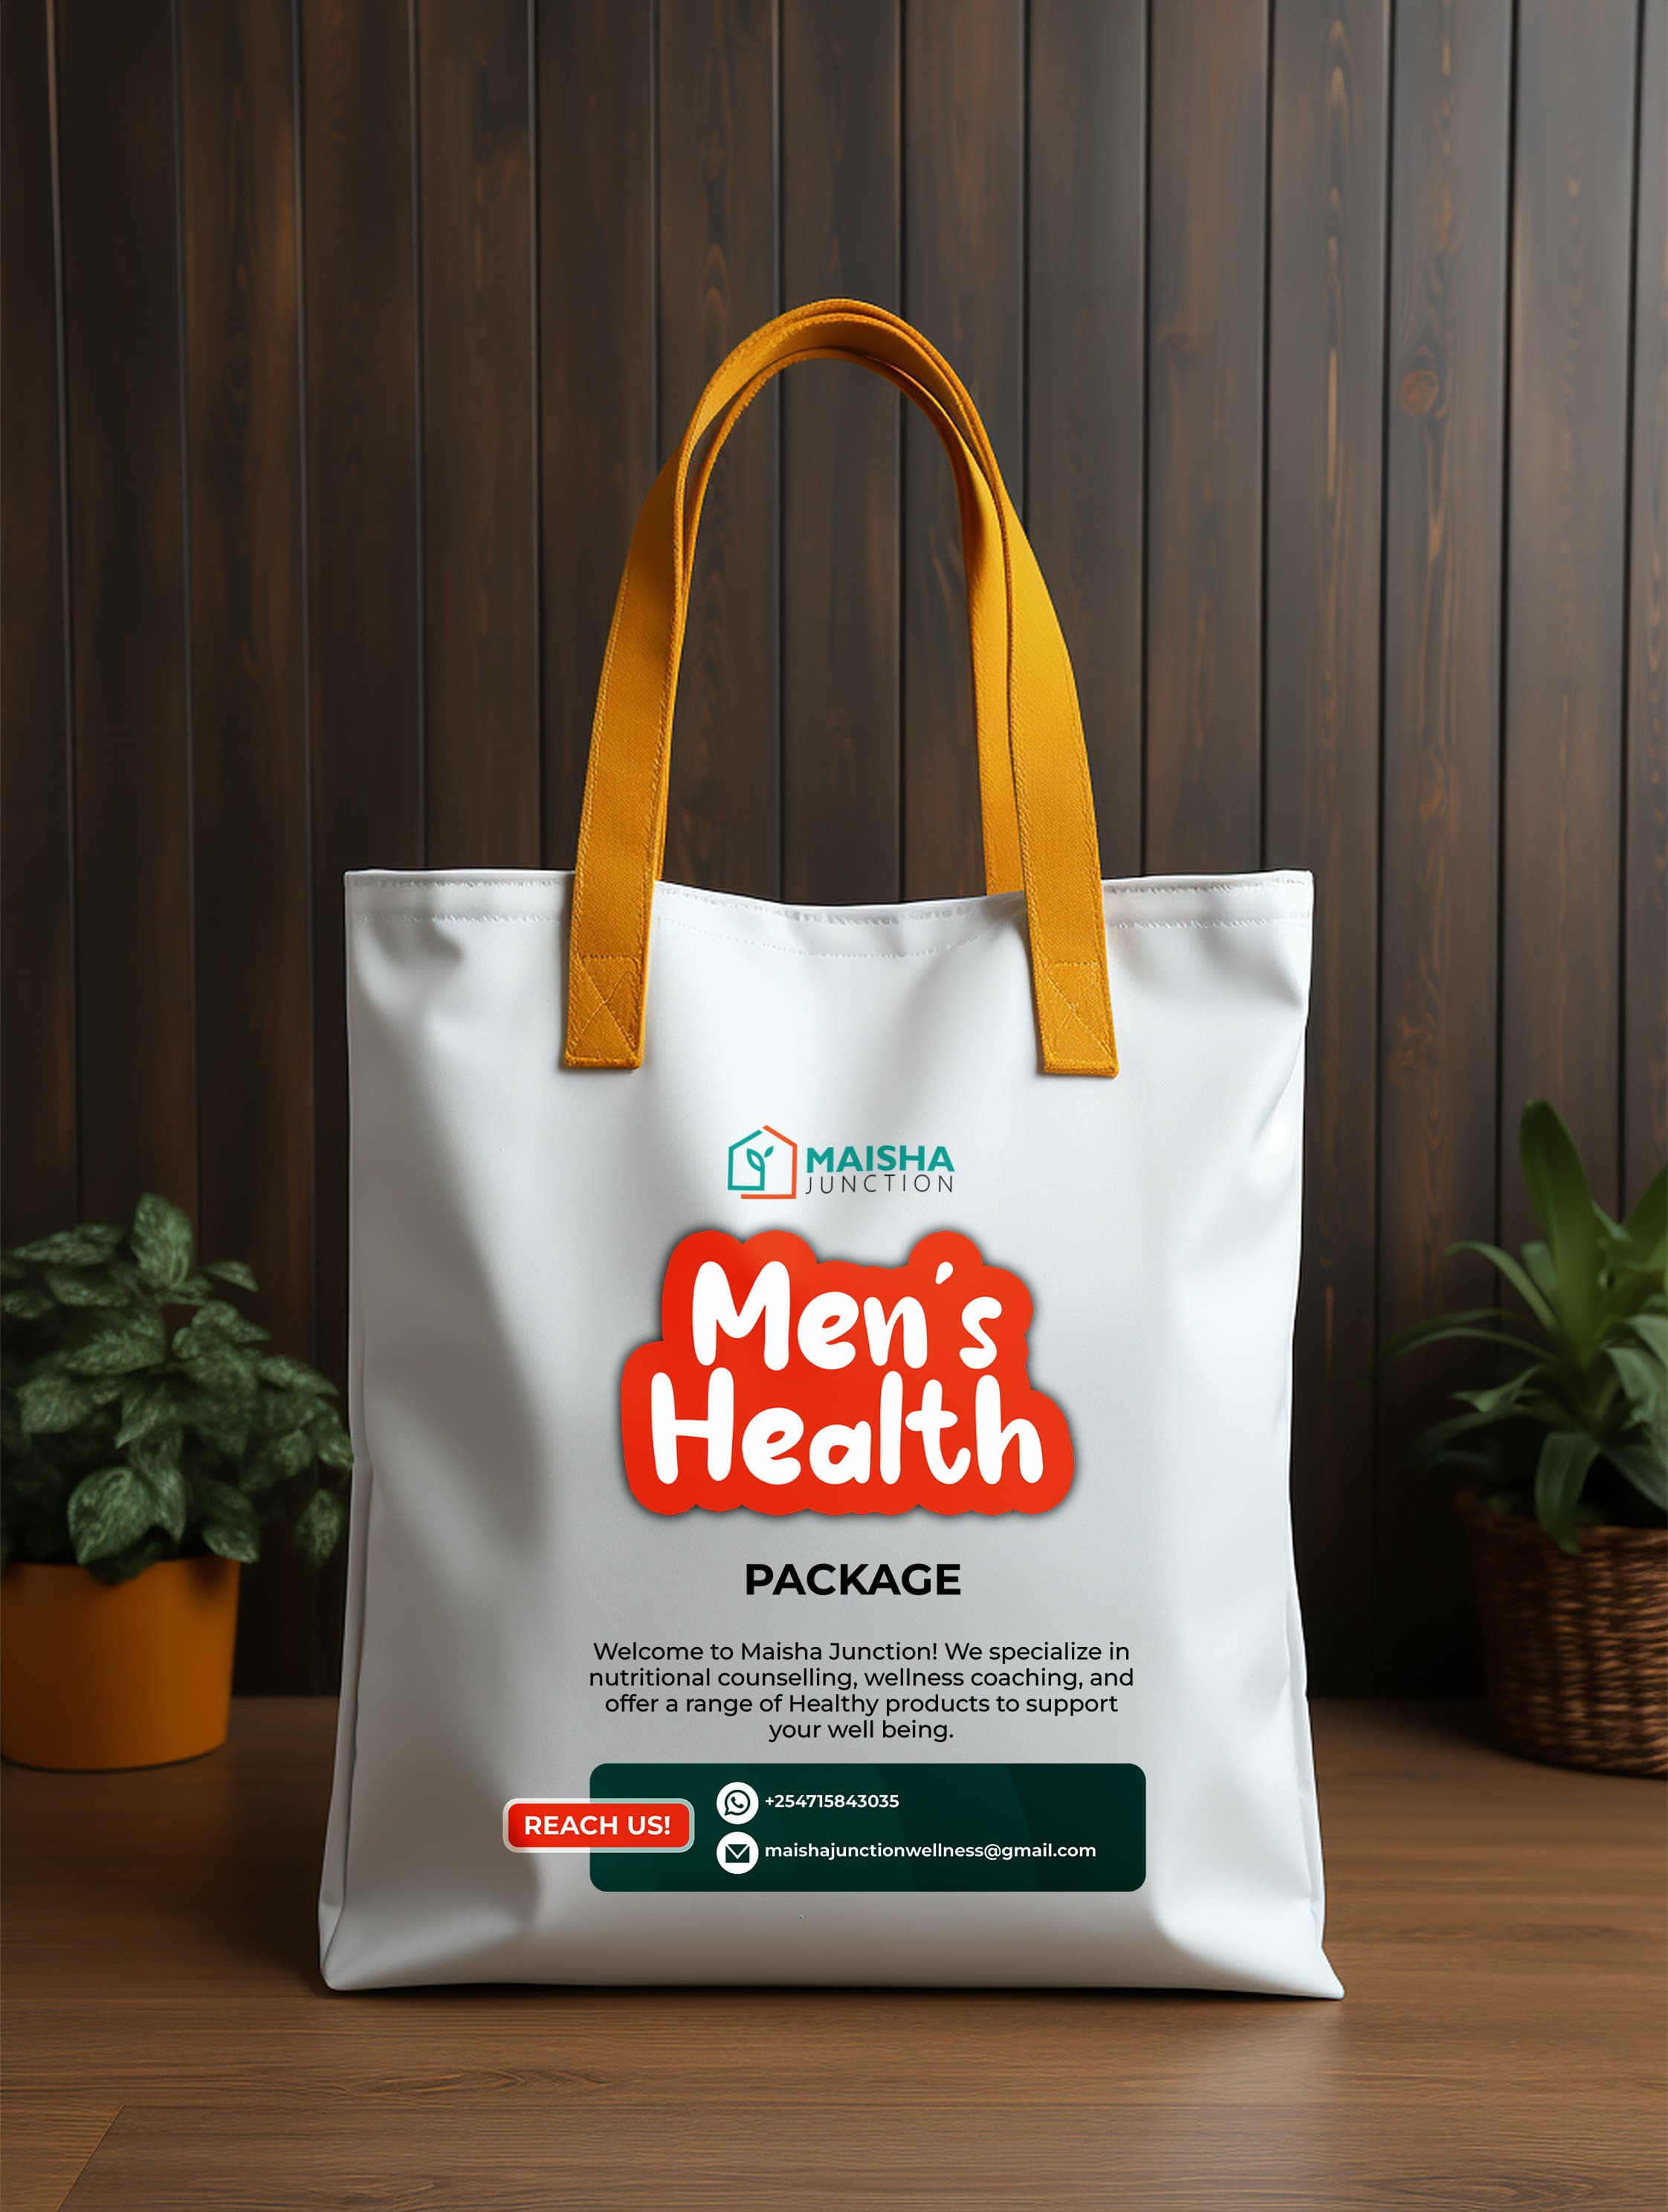 MAISHA
JUNCTION
Men's
Health
PACKAGE
Welcome to Maisha Junction! We specialize in
nutritional counselling, wellness coaching, and
offer a range of Healthy products to support
your well being.
REACH US!
+254715843035
maishajunctionwellness@gmail.com